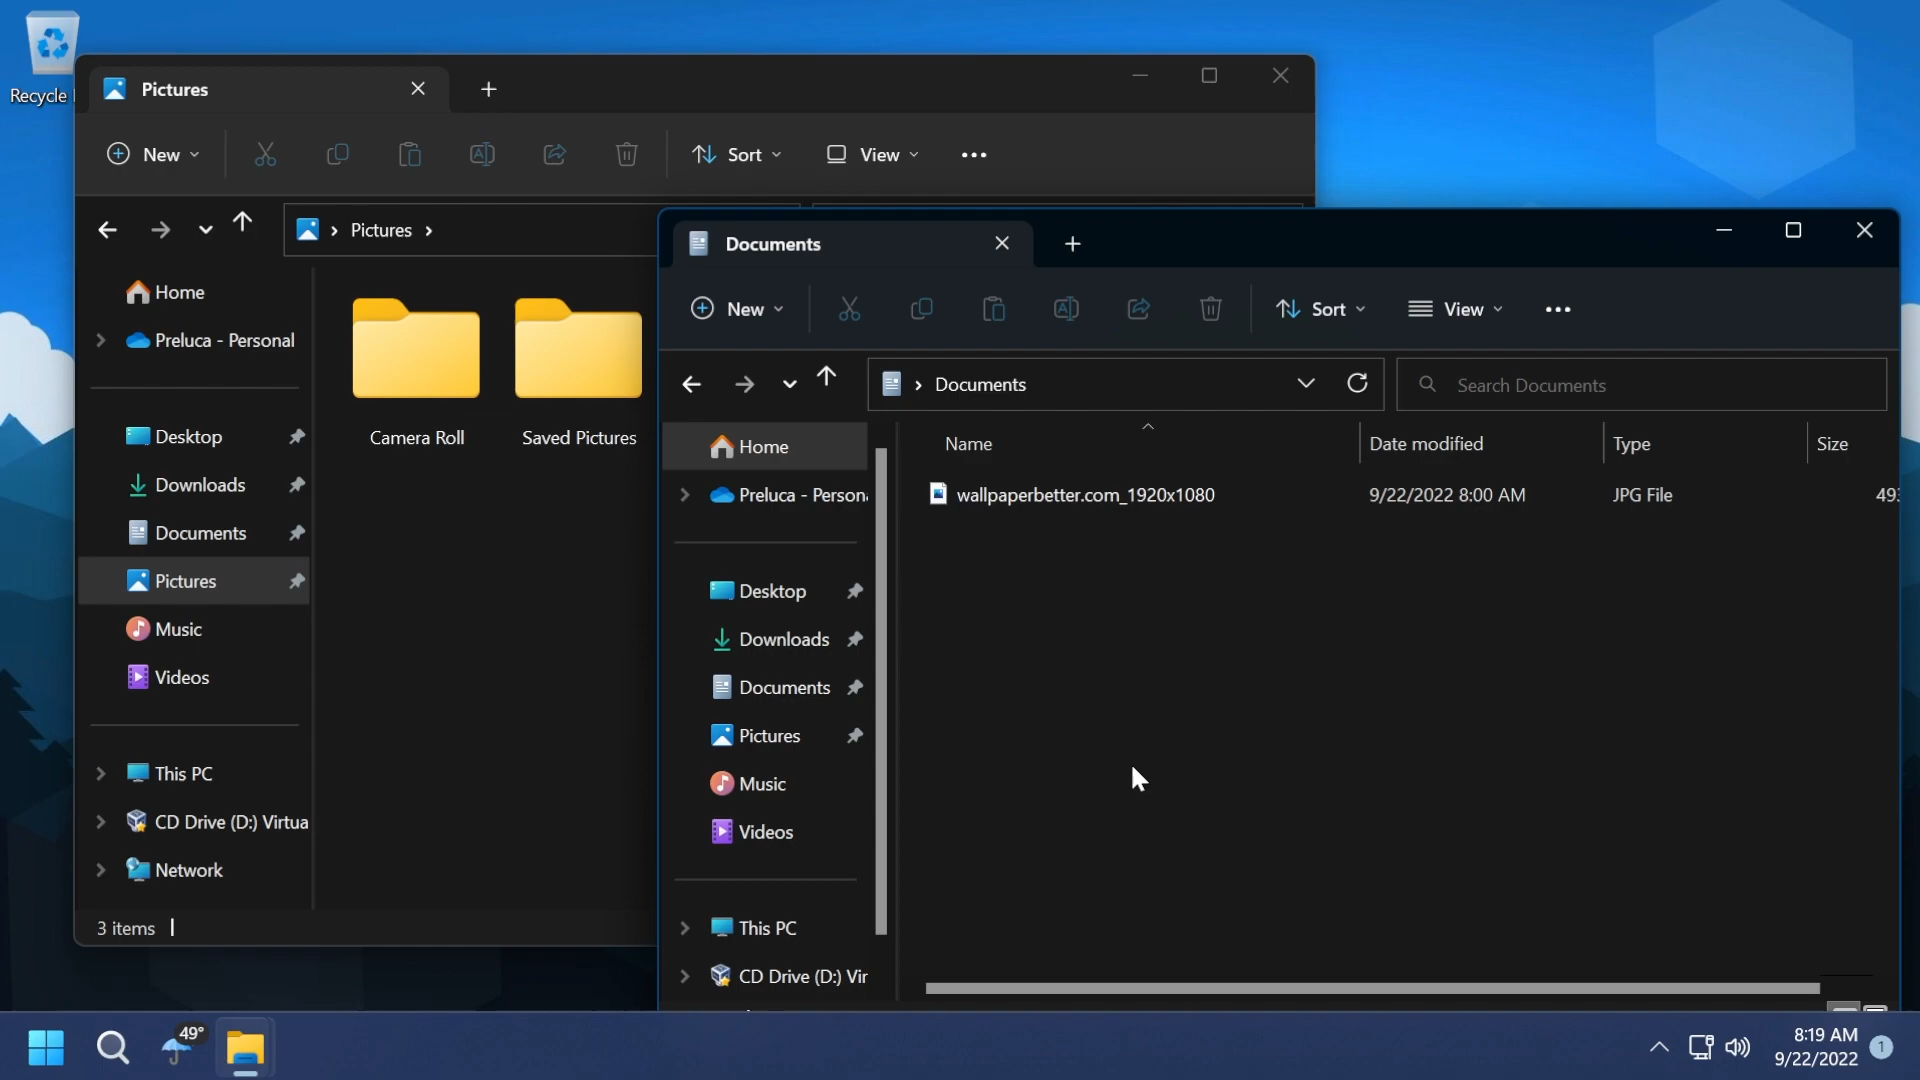 Recycle
Pictures
New
Sort
View
Pictures
Home
Preluca - Personal
Desktop
Downloads
Documents
Pictures
Music
Videos
This PC
CD Drive (D:) Virtua
Network
Camera Roll
Saved Pictures
3 items
Documents
New
Sort
View
Documents
Search Documents
Home
Preluca - Person
Desktop
Downloads
Documents
Pictures
Music
Videos
This PC
CD Drive (D:) Vir
Name Date modified Type Size
wallpaperbetter.com_1920x1080 9/22/2022 8:00 AM JPG File 493
49°
8:19 AM
9/22/2022
1